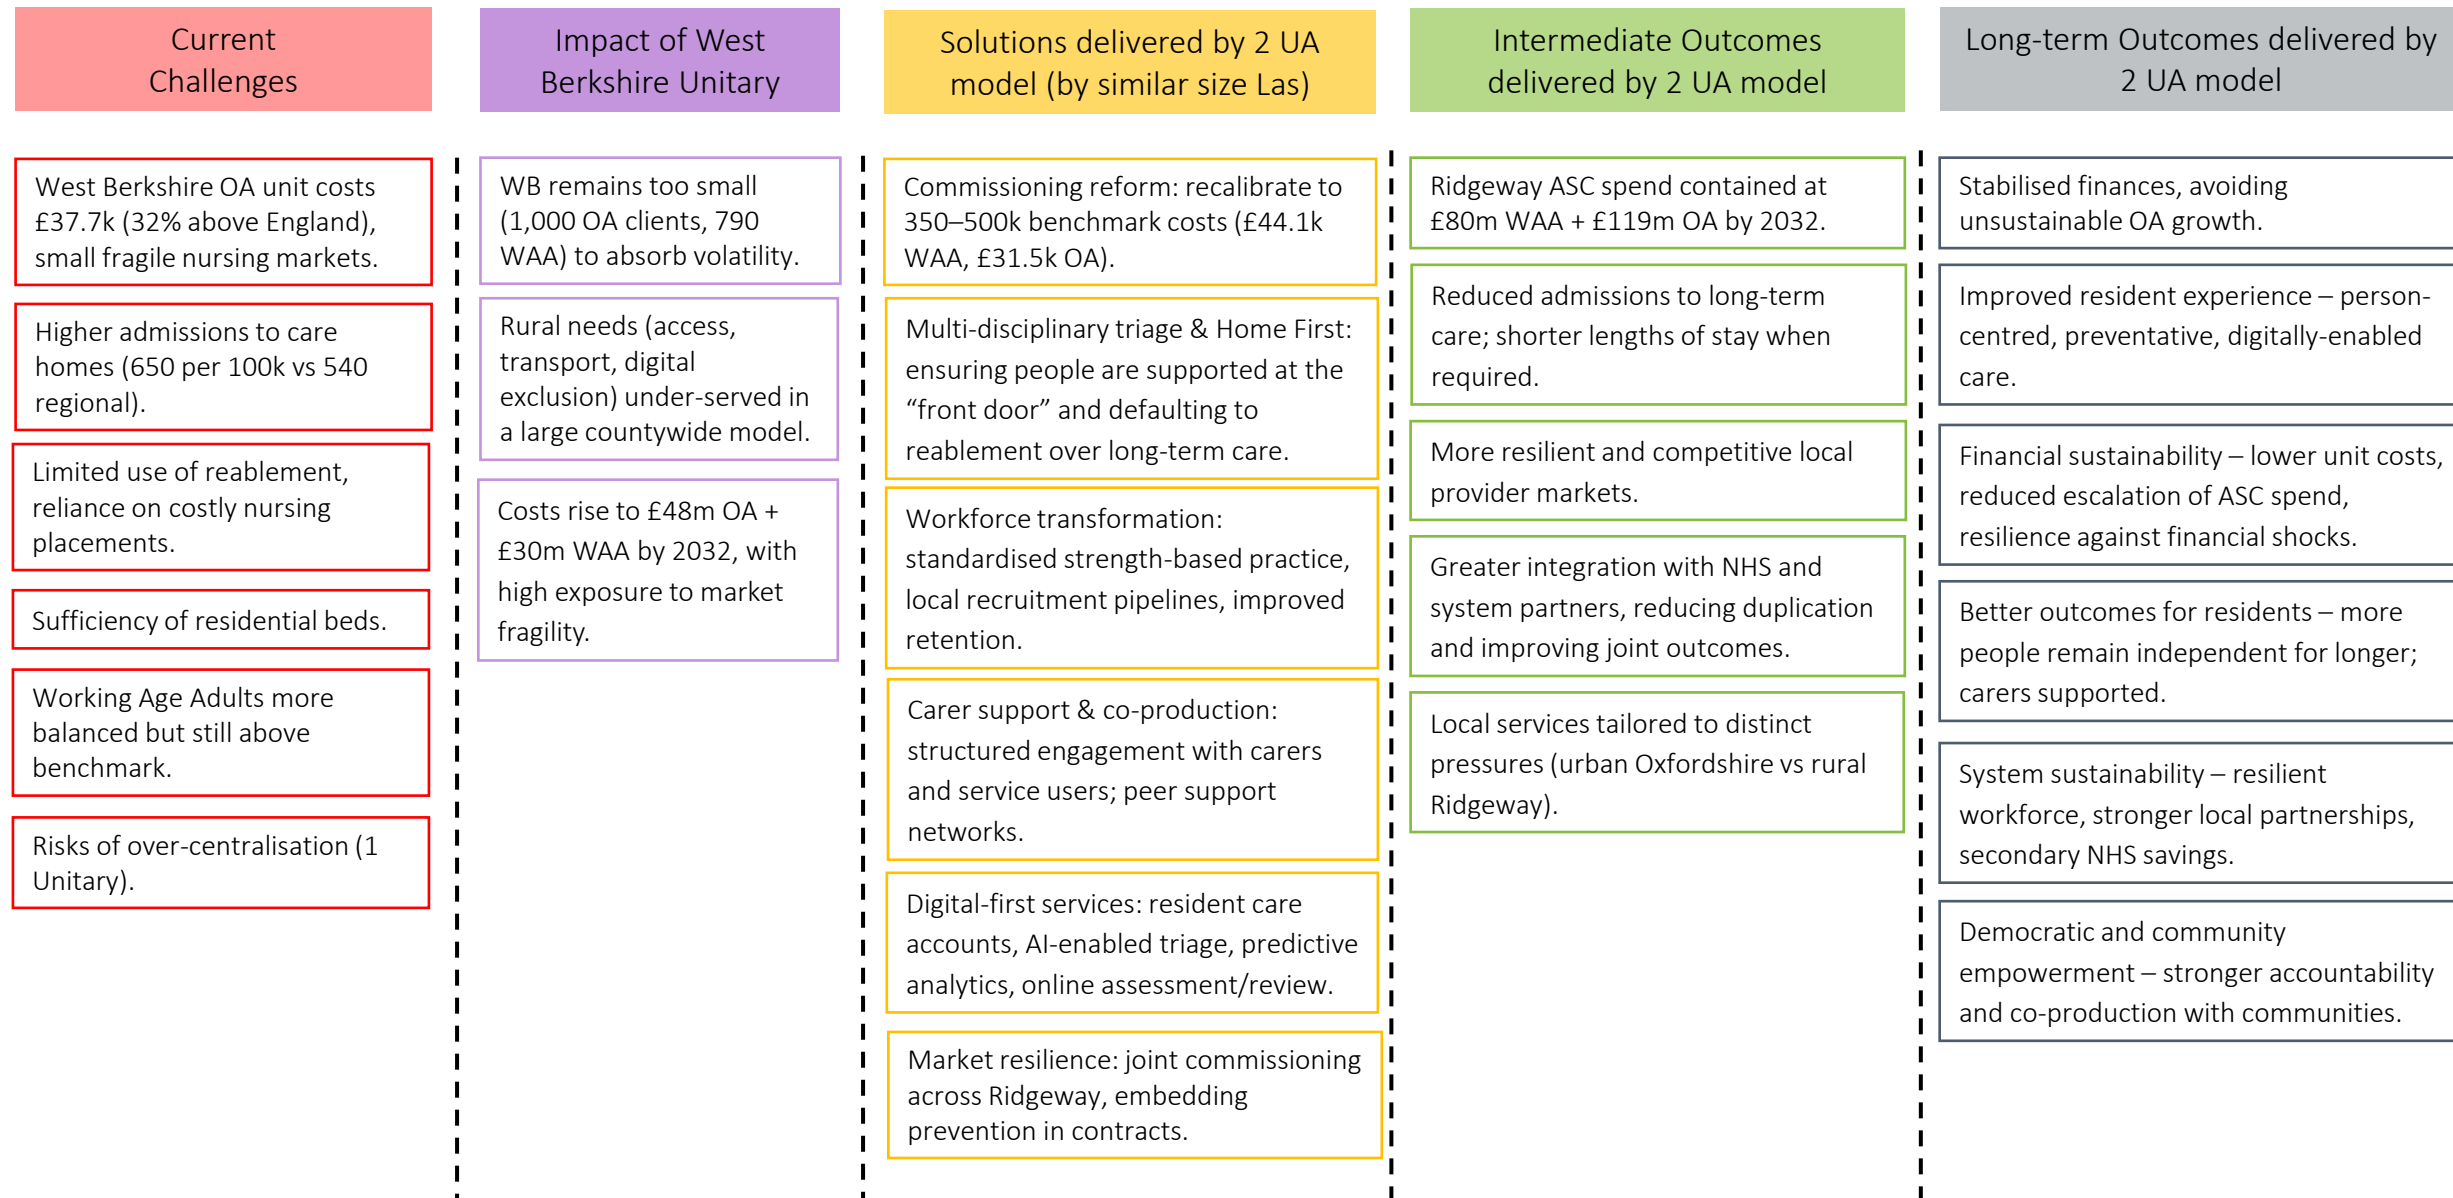 Current
Challenges
Impact of West
Berkshire Unitary
Solutions delivered by 2 UA
model (by similar size Las)
Intermediate Outcomes
delivered by 2 UA model
Long-term Outcomes delivered by
2 UA model
West Berkshire OA unit costs
£37.7k (32% above England),
small fragile nursing markets.
Higher admissions to care
homes (650 per 100k vs 540
regional).
Limited use of reablement,
reliance on costly nursing
placements.
Sufficiency of residential beds.
Working Age Adults more
balanced but still above
benchmark.
Risks of over-centralisation (1
Unitary).
WB remains too small
(1,000 OA clients, 790
WAA) to absorb volatility.
Rural needs (access,
transport, digital
exclusion) under-served in
a large countywide model.
Costs rise to £48m OA +
£30m WAA by 2032, with
high exposure to market
fragility.
Commissioning reform: recalibrate to
350–500k benchmark costs (£44.1k
WAA, £31.5k OA).
Multi-disciplinary triage & Home First:
ensuring people are supported at the
“front door” and defaulting to
reablement over long-term care.
Workforce transformation:
standardised strength-based practice,
local recruitment pipelines, improved
retention.
Carer support & co-production:
structured engagement with carers
and service users; peer support
networks.
Digital-first services: resident care
accounts, AI-enabled triage, predictive
analytics, online assessment/review.
Market resilience: joint commissioning
across Ridgeway, embedding
prevention in contracts.
Ridgeway ASC spend contained at
£80m WAA + £119m OA by 2032.
Reduced admissions to long-term
care; shorter lengths of stay when
required.
More resilient and competitive local
provider markets.
Greater integration with NHS and
system partners, reducing duplication
and improving joint outcomes.
Local services tailored to distinct
pressures (urban Oxfordshire vs rural
Ridgeway).
Stabilised finances, avoiding
unsustainable OA growth.
Improved resident experience – person-
centred, preventative, digitally-enabled
care.
Financial sustainability – lower unit costs,
reduced escalation of ASC spend,
resilience against financial shocks.
Better outcomes for residents – more
people remain independent for longer;
carers supported.
System sustainability – resilient
workforce, stronger local partnerships,
secondary NHS savings.
Democratic and community
empowerment – stronger accountability
and co-production with communities.